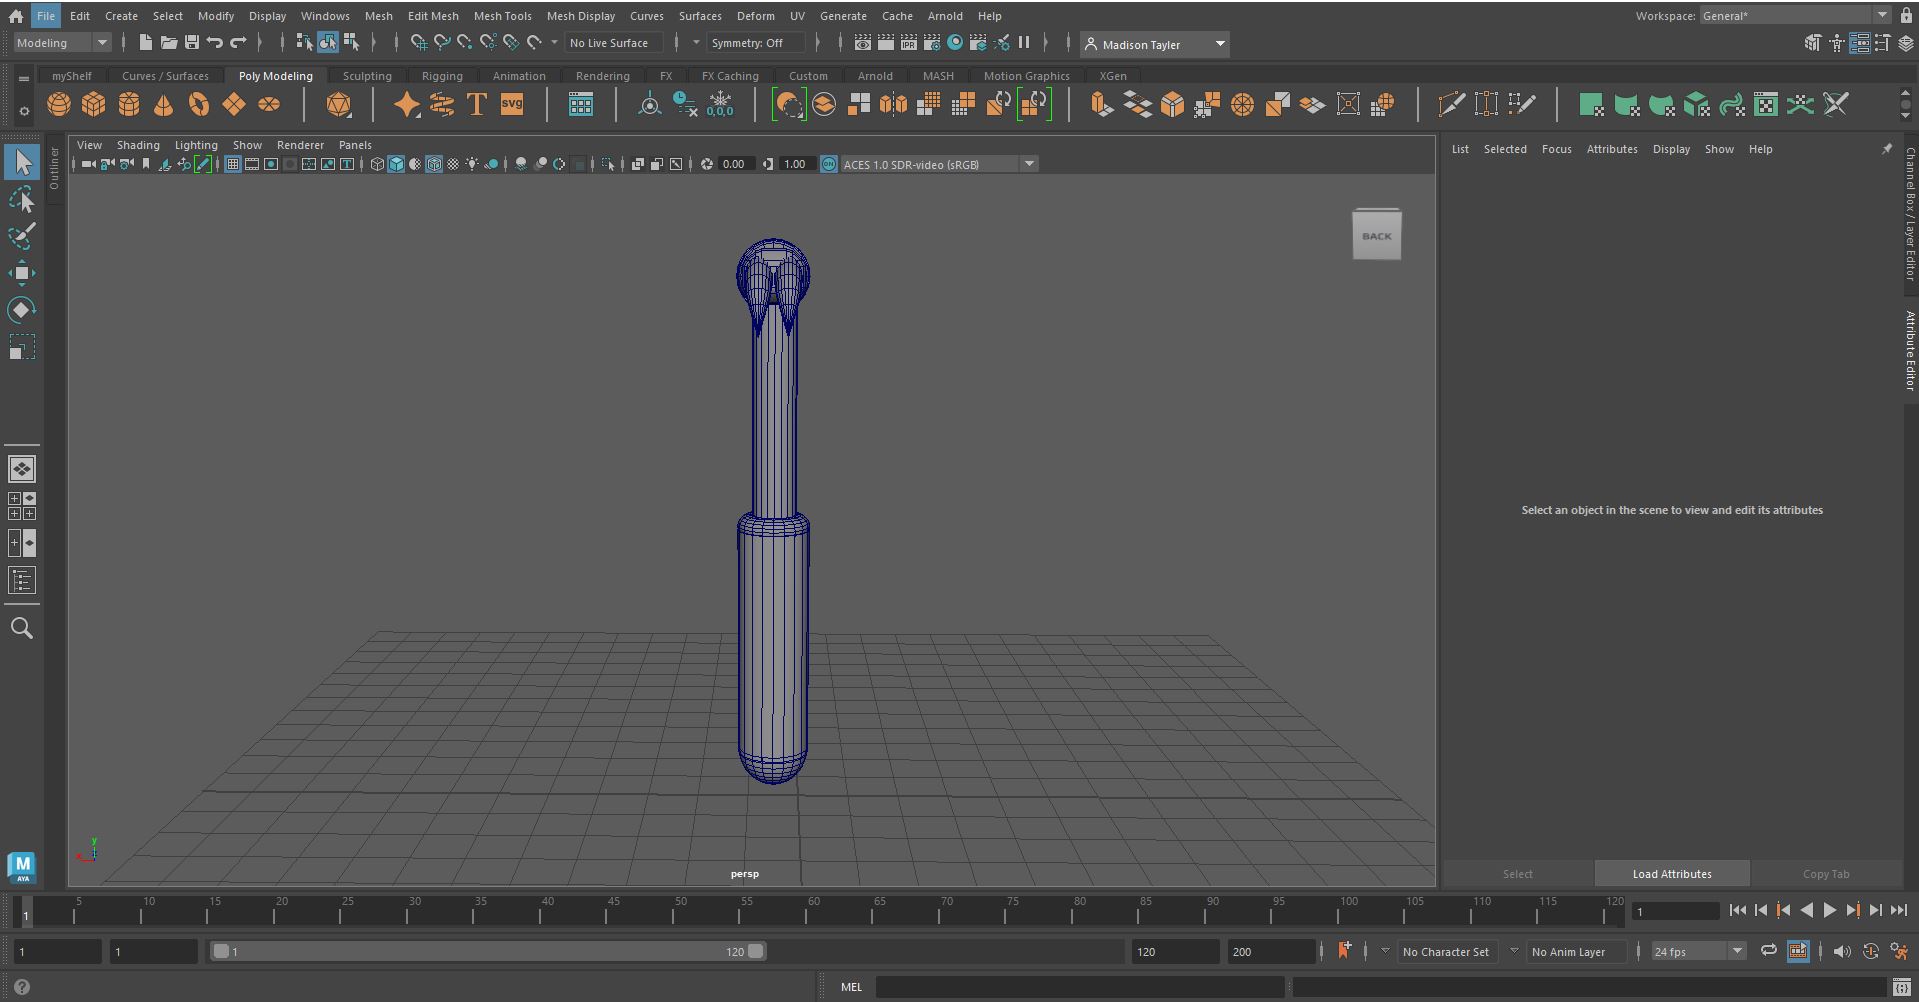 File Edit Create Select Modify Display Windows Mesh Edit Mesh Mesh Tools Mesh Display Curves Surfaces Deform UV Generate Cache Arnold Help Workspace: General*
Modeling No Live Surface Symmetry: Off IPR Madison Tayler
myShelf Curves / Surfaces Poly Modeling Sculpting Rigging Animation Rendering FX FX Caching Custom Arnold MASH Motion Graphics XGen
T SVG 0,0,0
View Shading Lighting Show Renderer Panels
0.00 1.00 ON ACES 1.0 SDR-video (sRGB)
Outliner
List Selected Focus Attributes Display Show Help
Channel Box / Layer Editor
Attribute Editor
BACK
Select an object in the scene to view and edit its attributes
y
x
z
M
AYA
persp
Select Load Attributes Copy Tab
1 5 10 15 20 25 30 35 40 45 50 55 60 65 70 75 80 85 90 95 100 105 110 115 120 1
1 1 1 120 120 200 No Character Set No Anim Layer 24 fps
MEL